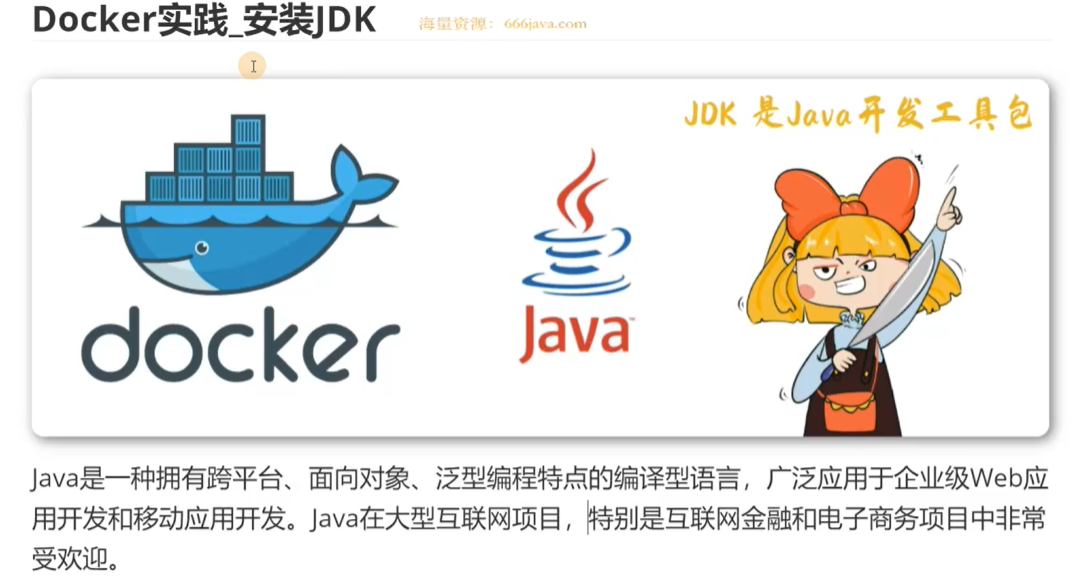 Docker实践_安装JDK
海量资源：666java.com
JDK 是Java开发工具包
docker
Java™
Java是一种拥有跨平台、面向对象、泛型编程特点的编译型语言，广泛应用于企业级Web应
用开发和移动应用开发。Java在大型互联网项目，特别是互联网金融和电子商务项目中非常
受欢迎。